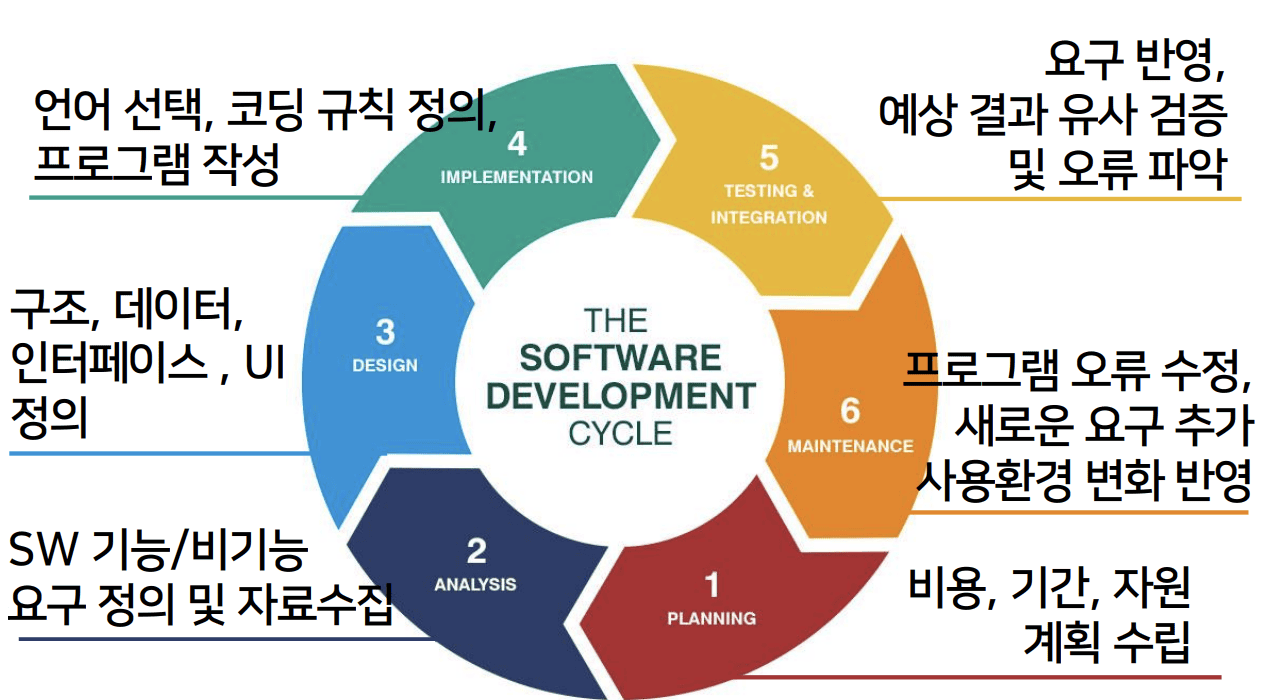 언어 선택, 코딩 규칙 정의,
프로그램 작성
4
IMPLEMENTATION
요구 반영,
예상 결과 유사 검증
및 오류 파악
5
TESTING &
INTEGRATION
구조, 데이터,
인터페이스 , UI
정의
3
DESIGN
THE
SOFTWARE
DEVELOPMENT
CYCLE
프로그램 오류 수정,
새로운 요구 추가
사용환경 변화 반영
6
MAINTENANCE
SW 기능/비기능
요구 정의 및 자료수집
2
ANALYSIS
1
PLANNING
비용, 기간, 자원
계획 수립